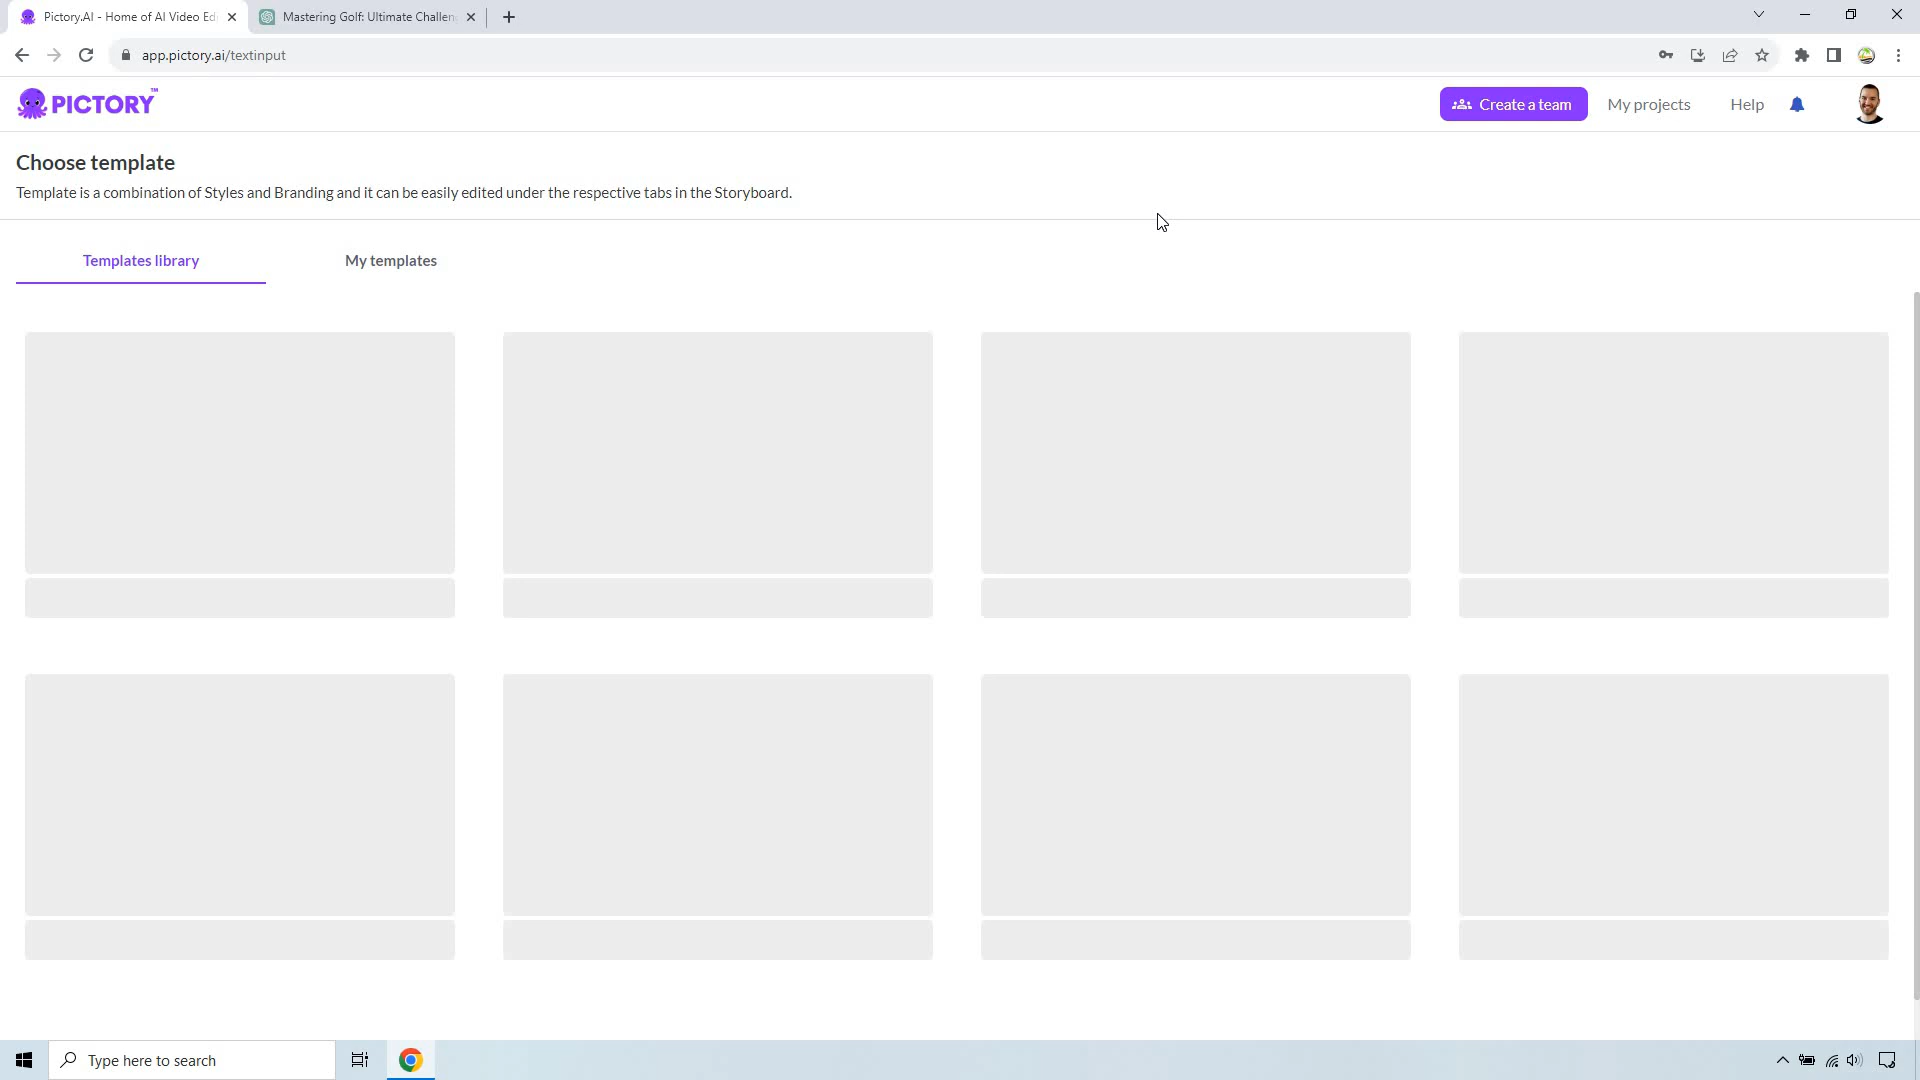 Pictory.AI - Home of AI Video Ed
Mastering Golf: Ultimate Challen
app.pictory.ai/textinput
PICTORY™
Create a team
My projects
Help
Choose template
Template is a combination of Styles and Branding and it can be easily edited under the respective tabs in the Storyboard.
Templates library
My templates
Type here to search